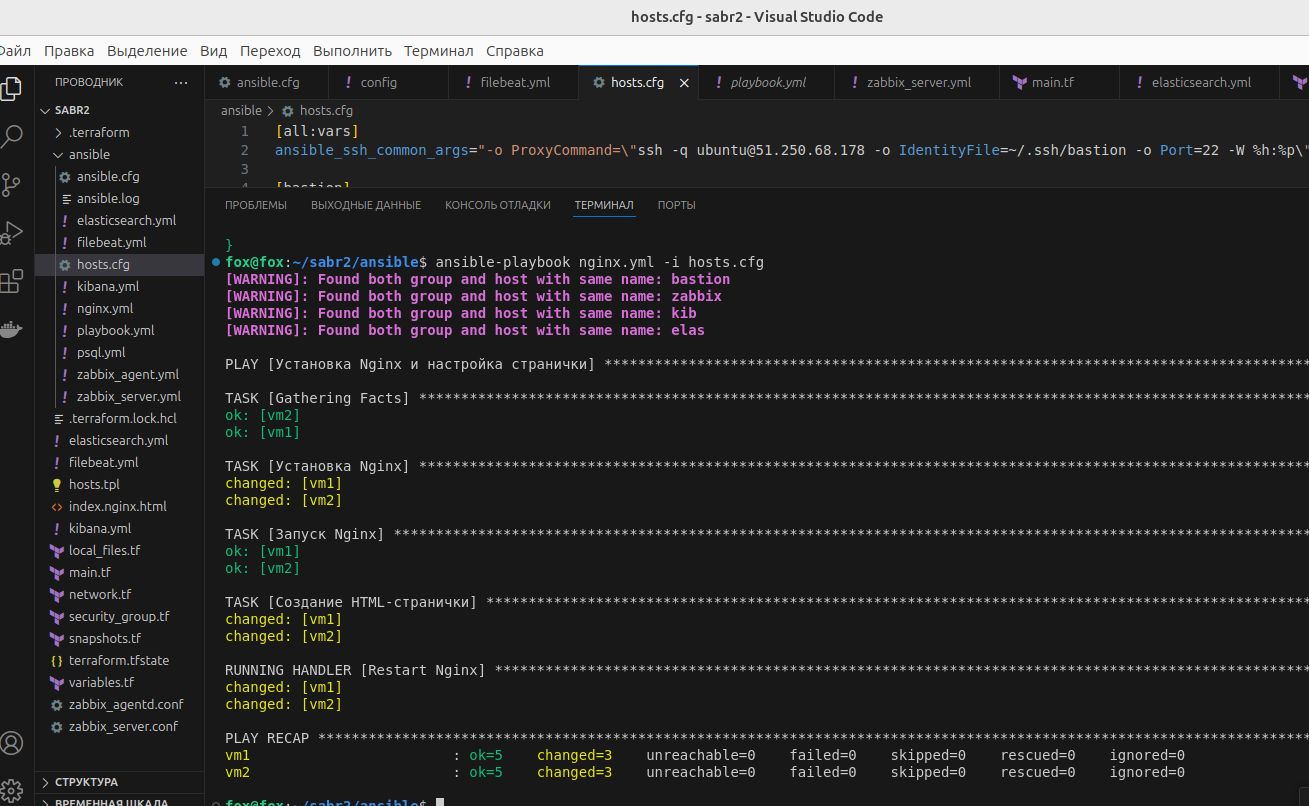 hosts.cfg - sabr2 - Visual Studio Code
Файл Правка Выделение Вид Переход Выполнить Терминал Справка
ПРОВОДНИК ...
SABR2
.terraform
ansible
ansible.cfg
ansible.log
elasticsearch.yml
filebeat.yml
hosts.cfg
kibana.yml
nginx.yml
playbook.yml
psql.yml
zabbix_agent.yml
zabbix_server.yml
.terraform.lock.hcl
elasticsearch.yml
filebeat.yml
hosts.tpl
index.nginx.html
kibana.yml
local_files.tf
main.tf
network.tf
security_group.tf
snapshots.tf
terraform.tfstate
variables.tf
zabbix_agentd.conf
zabbix_server.conf
СТРУКТУРА
ВРЕМЕННАЯ ШКАЛА
ansible.cfg config filebeat.yml hosts.cfg playbook.yml zabbix_server.yml main.tf elasticsearch.yml
ansible > hosts.cfg
1 [all:vars]
2 ansible_ssh_common_args="-o ProxyCommand=\"ssh -q ubuntu@51.250.68.178 -o IdentityFile=~/.ssh/bastion -o Port=22 -W %h:%p\"
3
4 [bastion]
ПРОБЛЕМЫ ВЫХОДНЫЕ ДАННЫЕ КОНСОЛЬ ОТЛАДКИ ТЕРМИНАЛ ПОРТЫ
}
fox@fox:~/sabr2/ansible$ ansible-playbook nginx.yml -i hosts.cfg
[WARNING]: Found both group and host with same name: bastion
[WARNING]: Found both group and host with same name: zabbix
[WARNING]: Found both group and host with same name: kib
[WARNING]: Found both group and host with same name: elas
PLAY [Установка Nginx и настройка странички] ************************************************************************************
TASK [Gathering Facts] **********************************************************************************************************
ok: [vm2]
ok: [vm1]
TASK [Установка Nginx] **********************************************************************************************************
changed: [vm1]
changed: [vm2]
TASK [Запуск Nginx] *************************************************************************************************************
ok: [vm1]
ok: [vm2]
TASK [Создание HTML-странички] **************************************************************************************************
changed: [vm1]
changed: [vm2]
RUNNING HANDLER [Restart Nginx] *************************************************************************************************
changed: [vm1]
changed: [vm2]
PLAY RECAP **********************************************************************************************************************
vm1 : ok=5 changed=3 unreachable=0 failed=0 skipped=0 rescued=0 ignored=0
vm2 : ok=5 changed=3 unreachable=0 failed=0 skipped=0 rescued=0 ignored=0
fox@fox:~/sabr2/ansible$